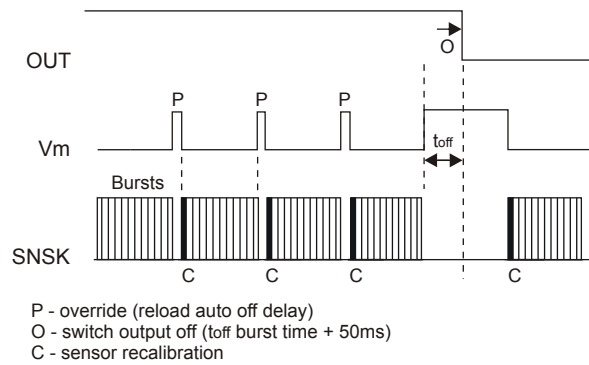 O
OUT
P P P
Vm
toff
Bursts
SNSK
C C C C
P - override (reload auto off delay)
O - switch output off (toff burst time + 50ms)
C - sensor recalibration